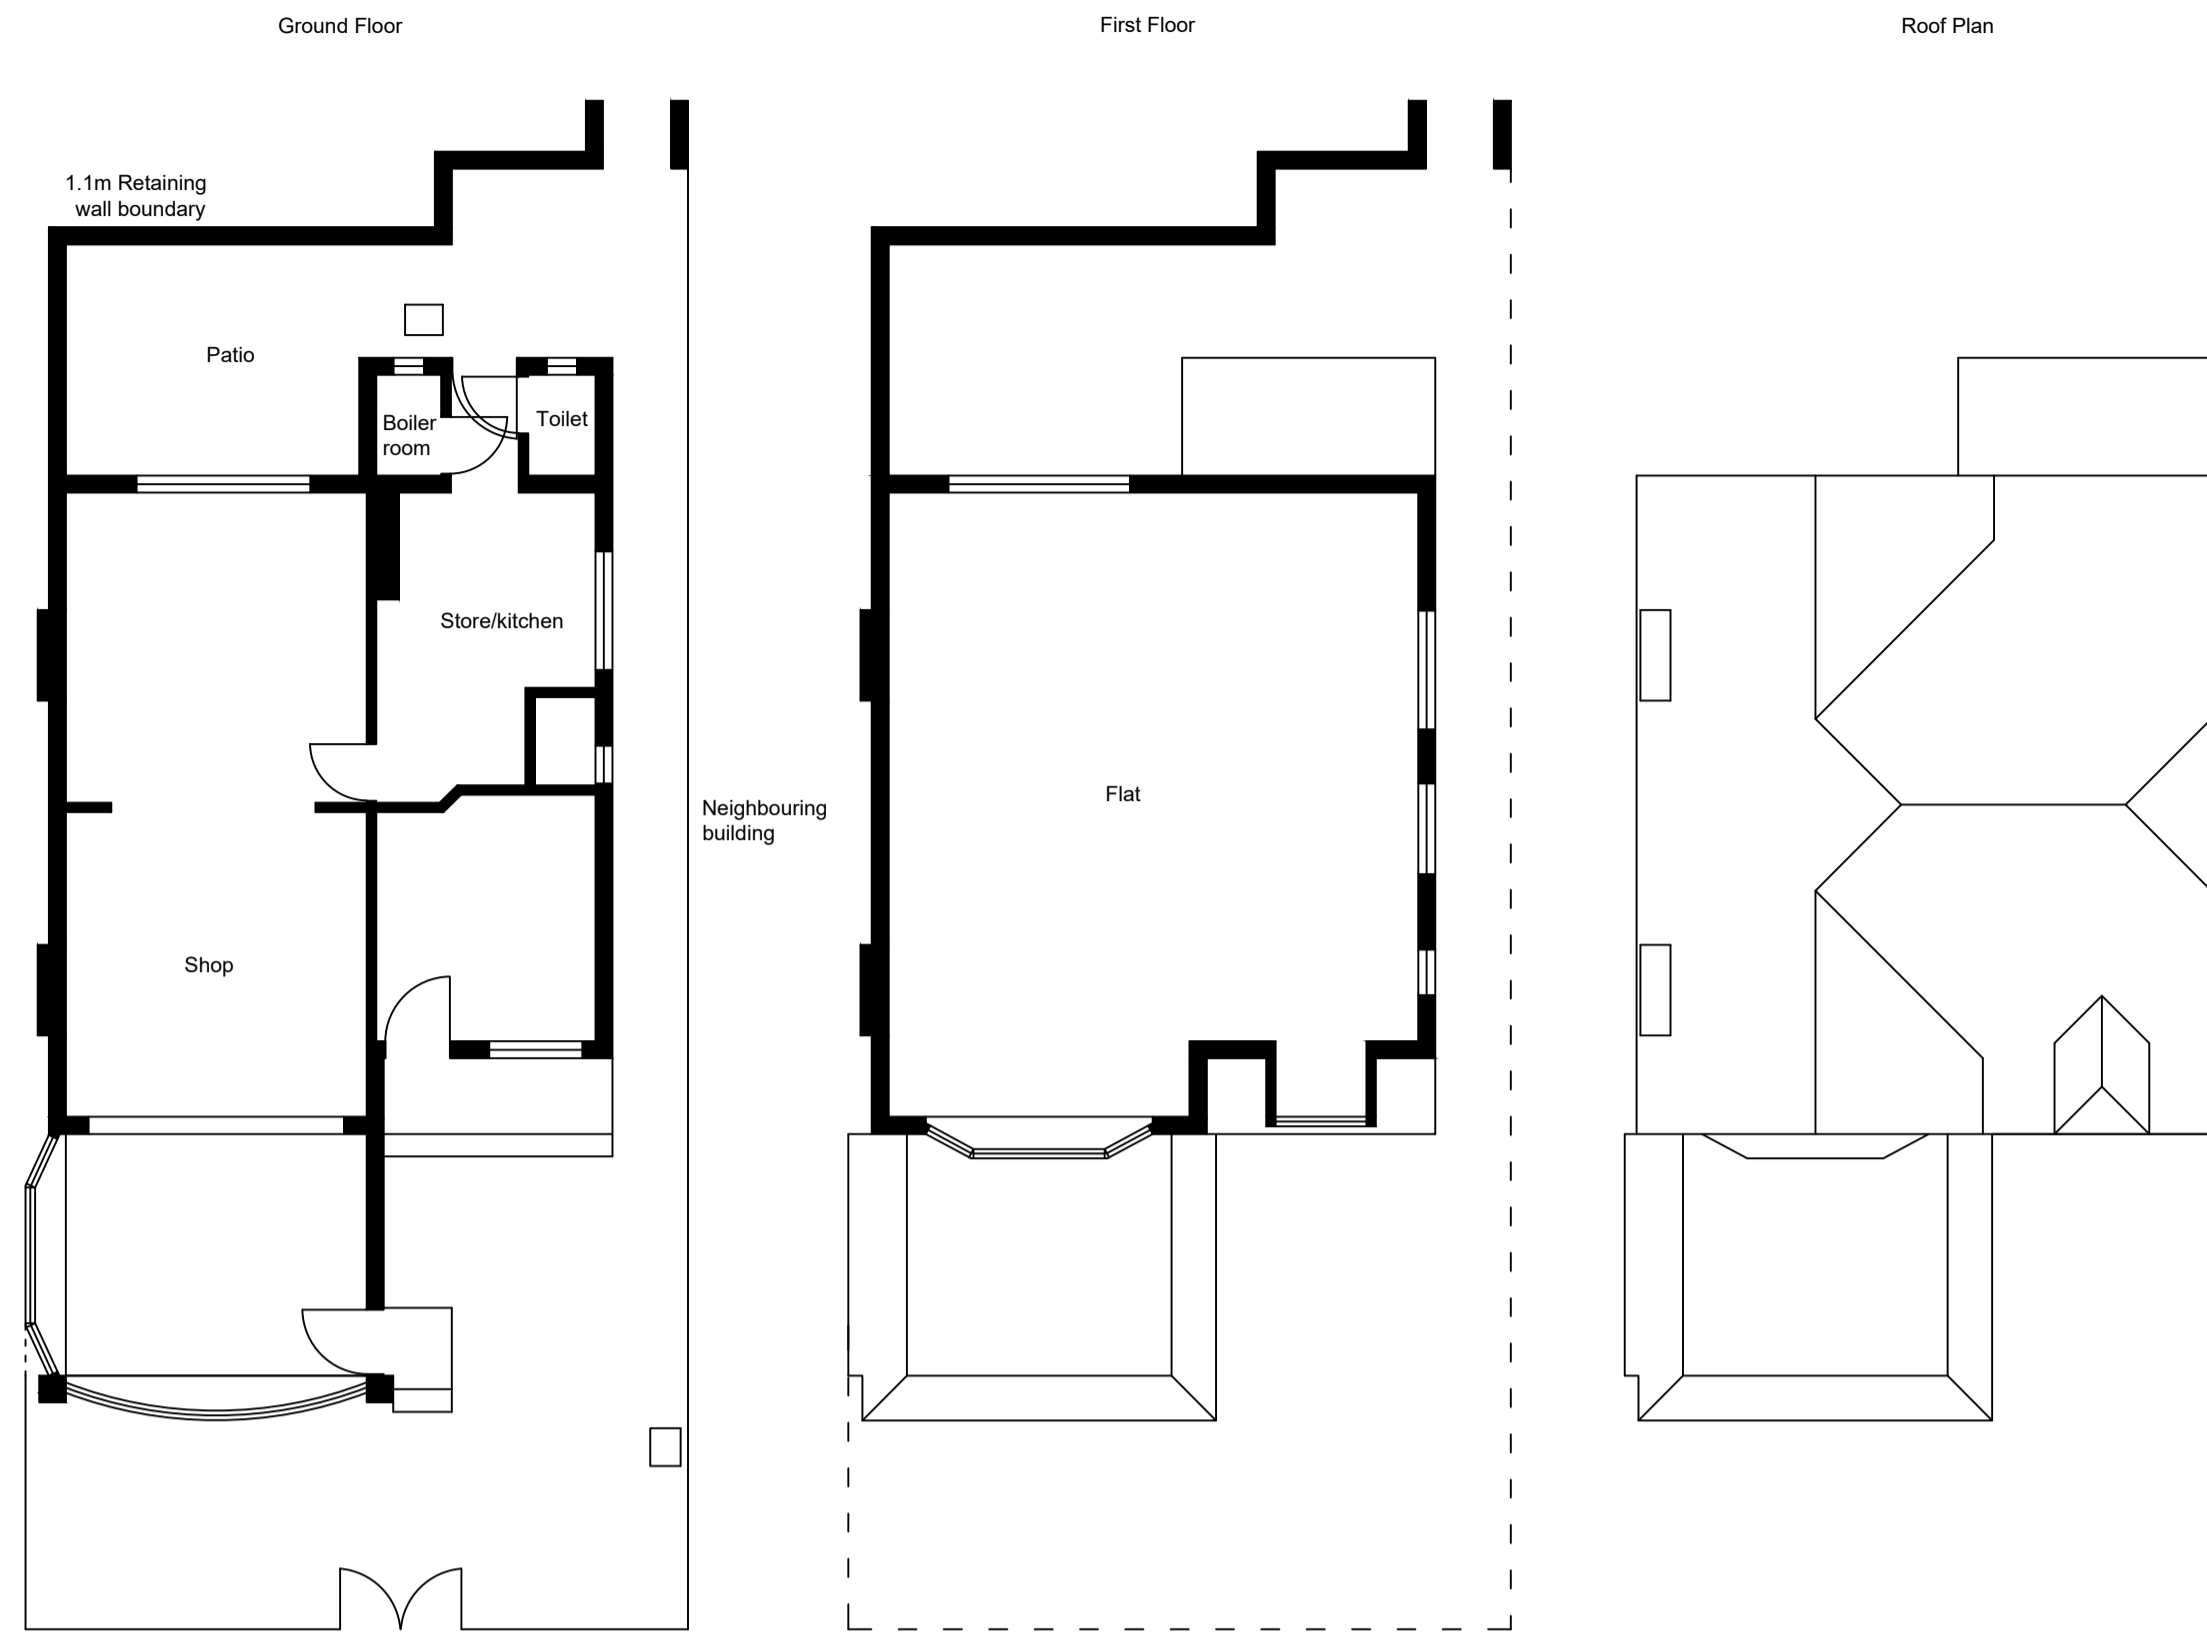 Ground Floor
First Floor
Roof Plan
1.1m Retaining
wall boundary
Patio
Boiler
room
Toilet
Store/kitchen
Neighbouring
building
Flat
Shop